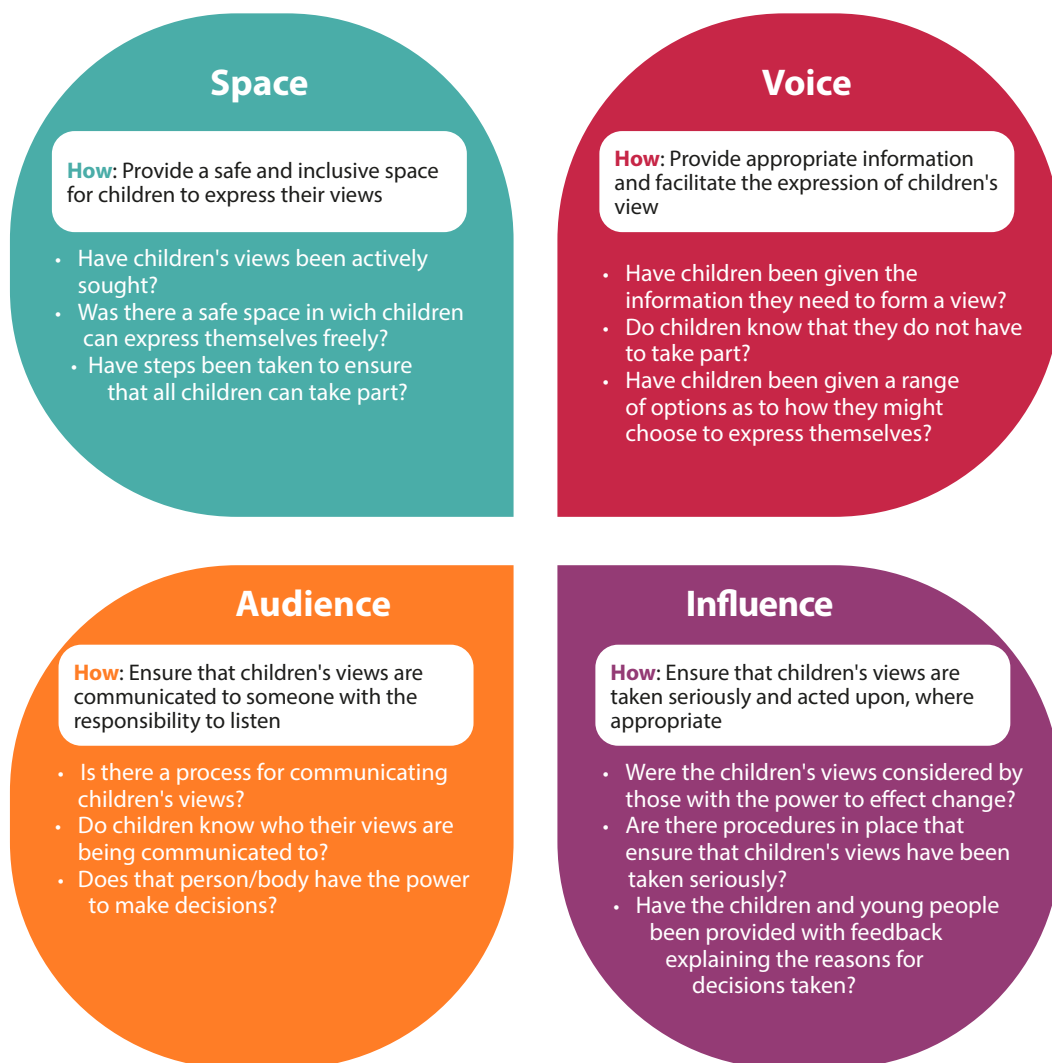 Space
How: Provide a safe and inclusive space
for children to express their views
• Have children's views been actively
sought?
• Was there a safe space in wich children
can express themselves freely?
• Have steps been taken to ensure
that all children can take part?
Voice
How: Provide appropriate information
and facilitate the expression of children's
view
• Have children been given the
information they need to form a view?
• Do children know that they do not have
to take part?
• Have children been given a range
of options as to how they might
choose to express themselves?
Audience
How: Ensure that children's views are
communicated to someone with the
responsibility to listen
• Is there a process for communicating
children's views?
• Do children know who their views are
being communicated to?
• Does that person/body have the power
to make decisions?
Influence
How: Ensure that children's views are
taken seriously and acted upon, where
appropriate
• Were the children's views considered by
those with the power to effect change?
• Are there procedures in place that
ensure that children's views have been
taken seriously?
• Have the children and young people
been provided with feedback
explaining the reasons for
decisions taken?